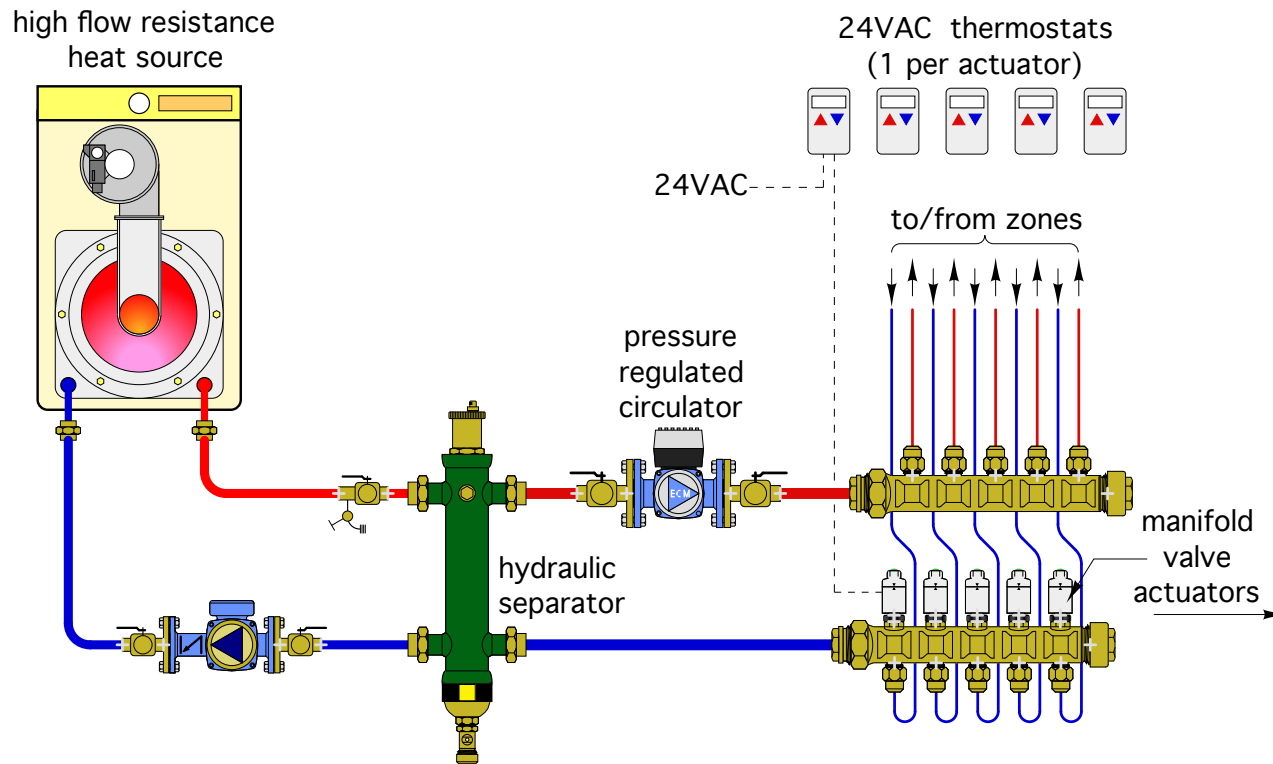 high flow resistance
heat source
24VAC thermostats
(1 per actuator)
24VAC
to/from zones
pressure
regulated
circulator
ECM
manifold
valve
actuators
hydraulic
separator